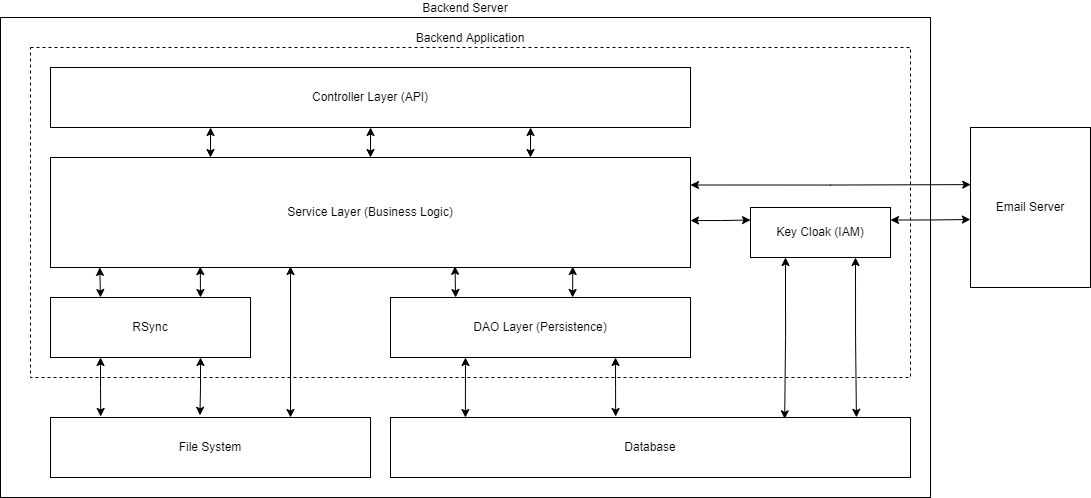 Backend Server
Backend Application
Controller Layer (API)
Service Layer (Business Logic)
Email Server
Key Cloak (IAM)
RSync
DAO Layer (Persistence)
File System
Database